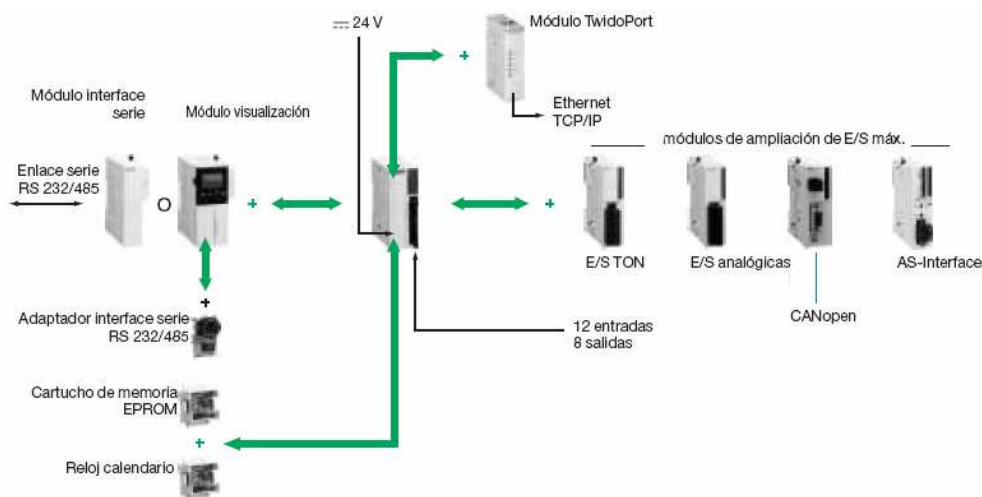 24 V
Módulo TwidoPort
Módulo interface
serie
Módulo visualización
Ethernet
TCP/IP
módulos de ampliación de E/S máx.
Enlace serie
RS 232/485
O
E/S TON
E/S analógicas
AS-Interface
CANopen
Adaptador interface serie
RS 232/485
12 entradas
8 salidas
Cartucho de memoria
EPROM
Reloj calendario